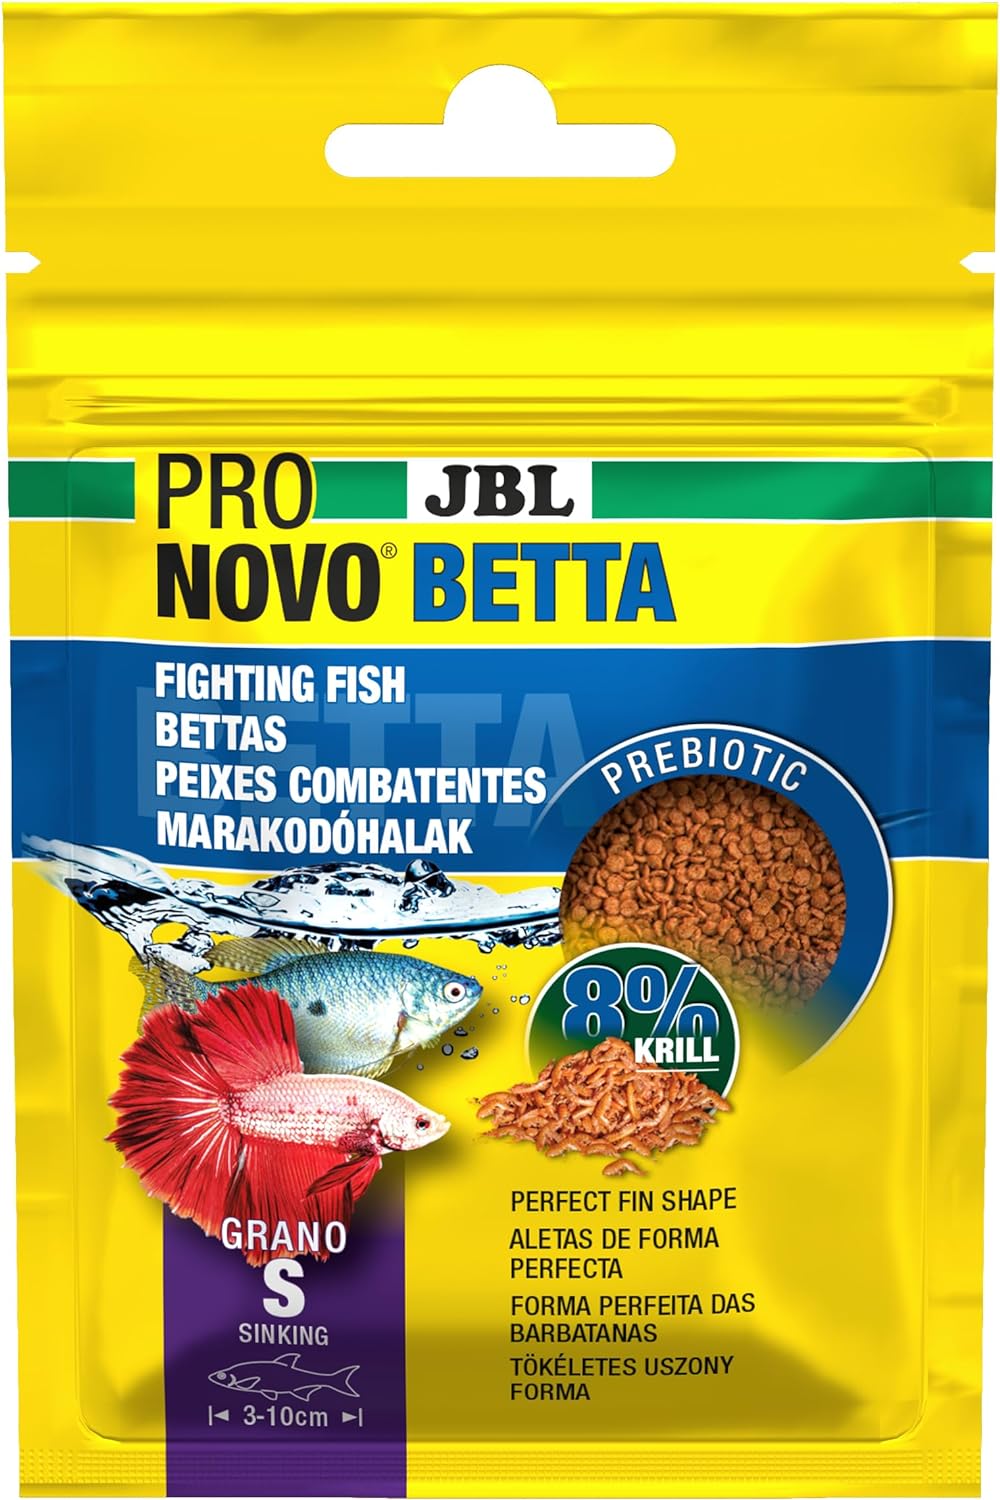 JBL
PRO
NOVO® BETTA
BETTA
FIGHTING FISH
BETTAS
PEIXES COMBATENTES
MARAKODÓHALAK
PREBIOTIC
8%
KRILL
PERFECT FIN SHAPE
ALETAS DE FORMA
PERFECTA
FORMA PERFEITA DAS
BARBATANAS
TÖKÉLETES USZONY
FORMA
GRANO
S
SINKING
3-10cm